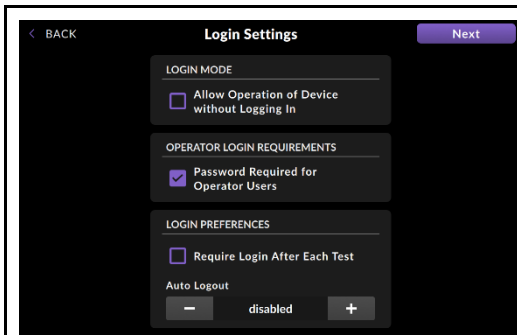 BACK
Login Settings
Next
LOGIN MODE
Allow Operation of Device
without Logging In
OPERATOR LOGIN REQUIREMENTS
Password Required for
Operator Users
LOGIN PREFERENCES
Require Login After Each Test
Auto Logout
− disabled +